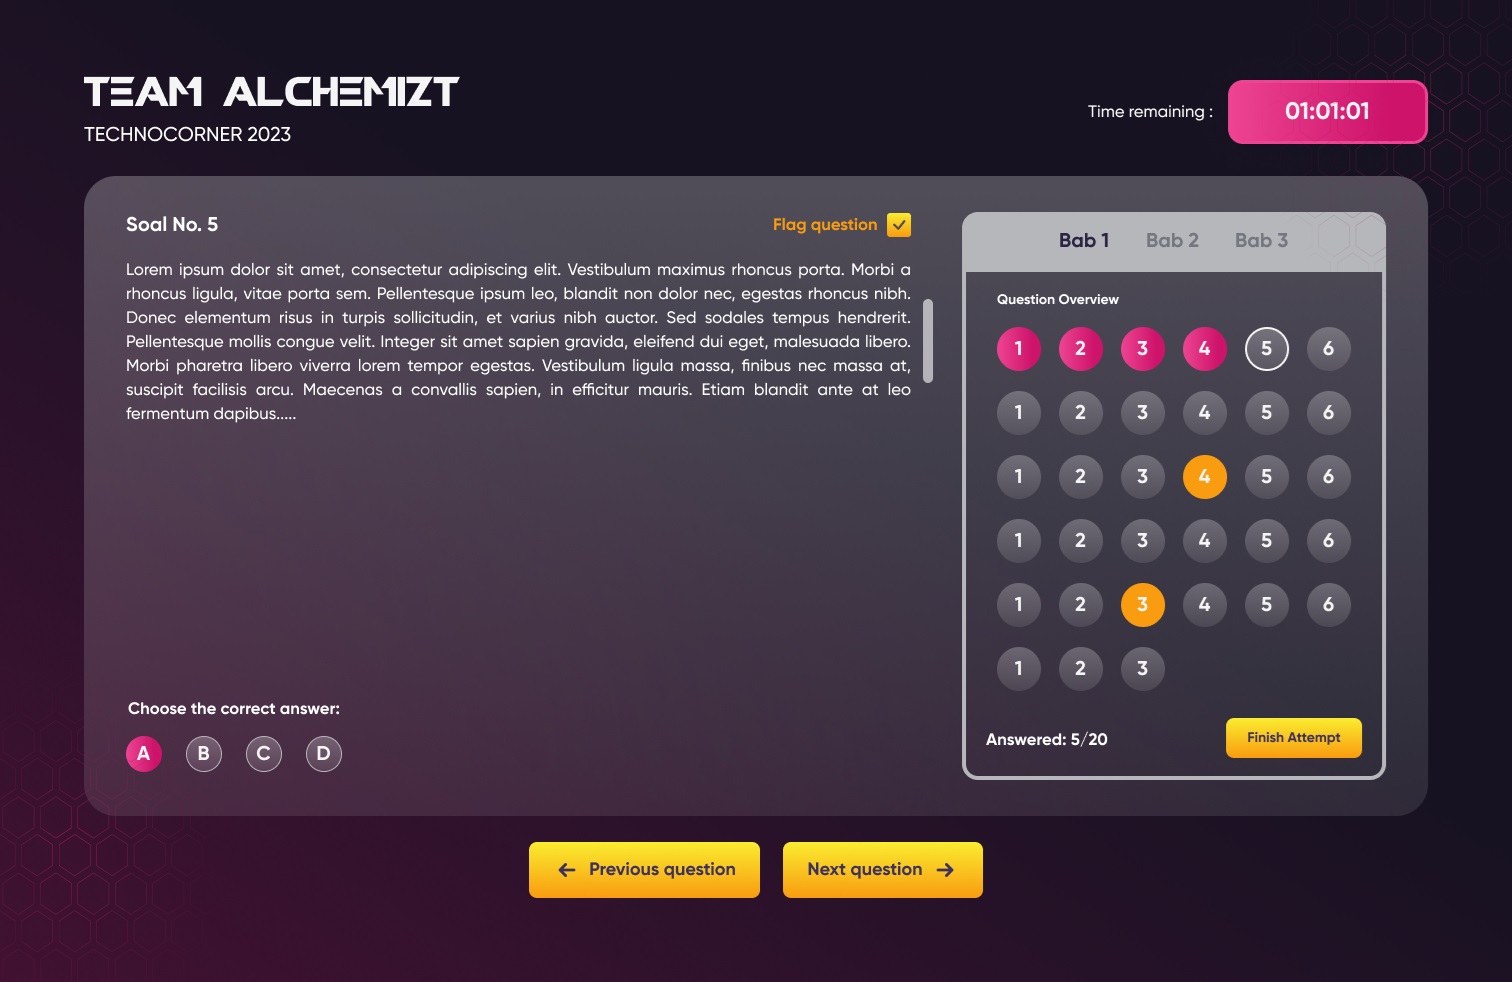 TEAM ALCHEMIZT
TECHNOCORNER 2023
Time remaining :
01:01:01
Soal No. 5
Flag question
Lorem ipsum dolor sit amet, consectetur adipiscing elit. Vestibulum maximus rhoncus porta. Morbi a
rhoncus ligula, vitae porta sem. Pellentesque ipsum leo, blandit non dolor nec, egestas rhoncus nibh.
Donec elementum risus in turpis sollicitudin, et varius nibh auctor. Sed sodales tempus hendrerit.
Pellentesque mollis congue velit. Integer sit amet sapien gravida, eleifend dui eget, malesuada libero.
Morbi pharetra libero viverra lorem tempor egestas. Vestibulum ligula massa, finibus nec massa at,
suscipit facilisis arcu. Maecenas a convallis sapien, in efficitur mauris. Etiam blandit ante at leo
fermentum dapibus.....
Choose the correct answer:
A B C D
Bab 1 Bab 2 Bab 3
Question Overview
1 2 3 4 5 6
1 2 3 4 5 6
1 2 3 4 5 6
1 2 3 4 5 6
1 2 3 4 5 6
1 2 3
Answered: 5/20
Finish Attempt
Previous question
Next question